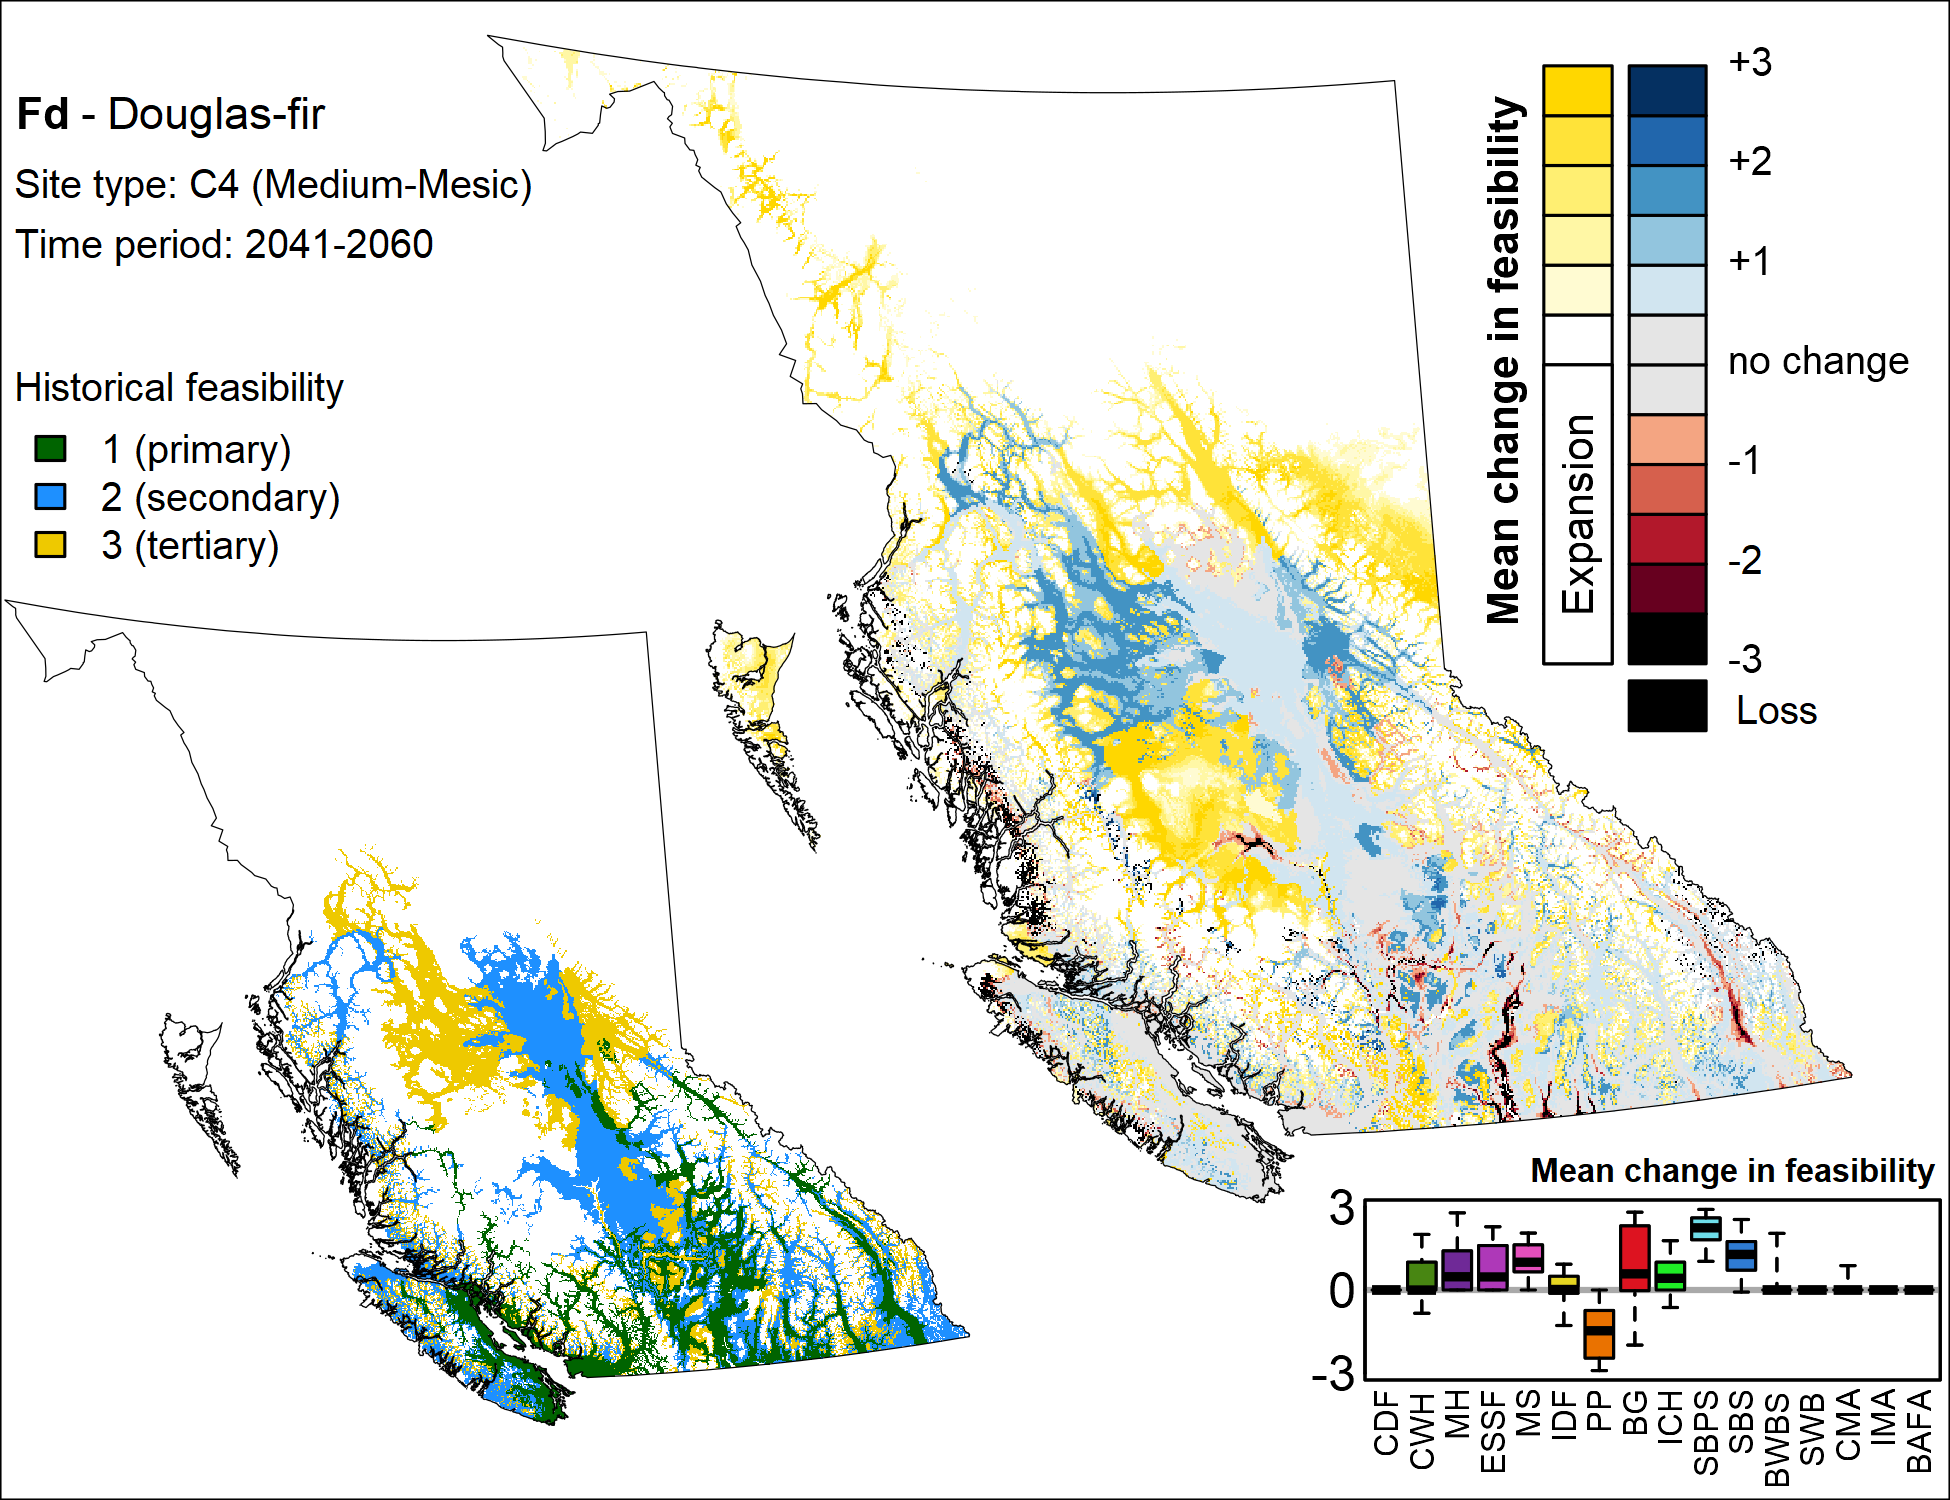 Fd - Douglas-fir
Site type: C4 (Medium-Mesic)
Time period: 2041-2060
Historical feasibility
1 (primary)
2 (secondary)
3 (tertiary)
Mean change in feasibility
Expansion
+3
+2
+1
no change
-1
-2
-3
Loss
Mean change in feasibility
3
0
-3
CDF
CWH
MH
ESSF
MS
IDF
PP
BG
ICH
SBPS
SBS
BWBS
SWB
CMA
IMA
BAFA